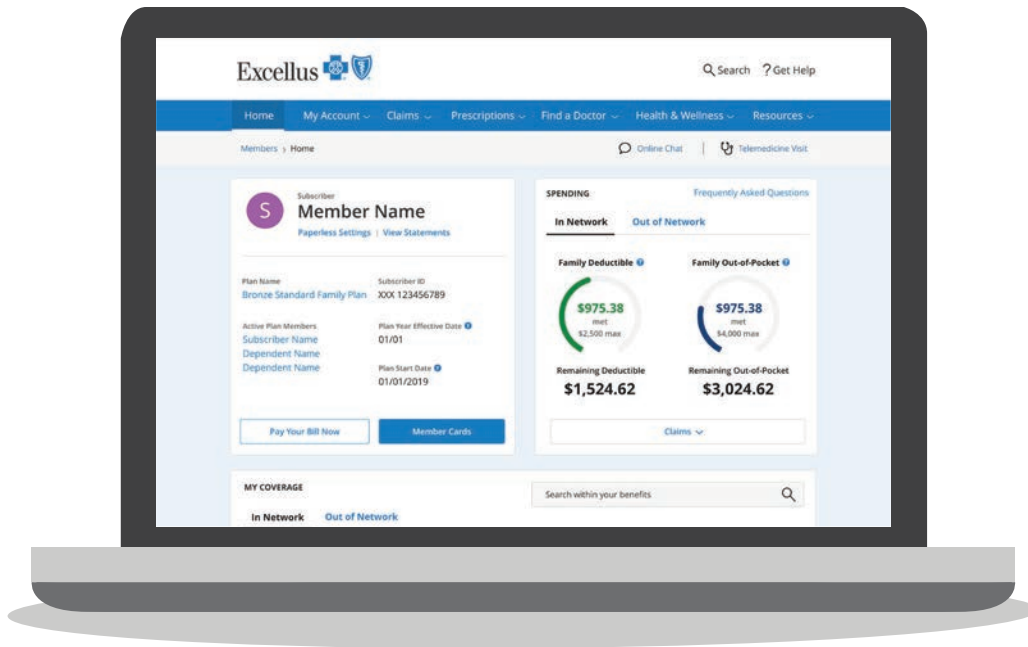 Excellus
Search ? Get Help
Home My Account Claims Prescriptions Find a Doctor Health & Wellness Resources
Members > Home
Online Chat | Telemedicine Visit
S
Subscriber
Member Name
Paperless Settings | View Statements
Plan Name
Bronze Standard Family Plan
Subscriber ID
XXX 123456789
Active Plan Members
Subscriber Name
Dependent Name
Dependent Name
Plan Year Effective Date ?
01/01
Plan Start Date ?
01/01/2019
Pay Your Bill Now
Member Cards
SPENDING
Frequently Asked Questions
In Network Out of Network
Family Deductible ?
$975.38
met
$2,500 max
Remaining Deductible
$1,524.62
Family Out-of-Pocket ?
$975.38
met
$4,000 max
Remaining Out-of-Pocket
$3,024.62
Claims
MY COVERAGE
Search within your benefits
In Network Out of Network